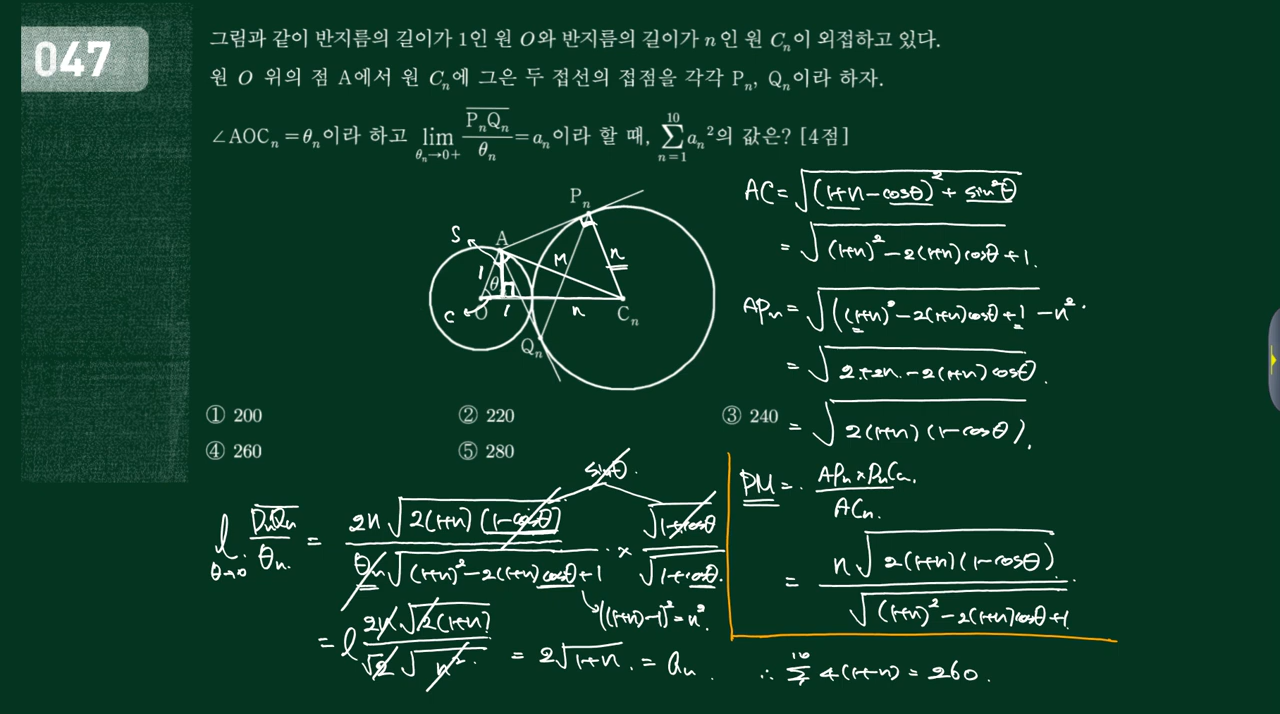 047
그림과 같이 반지름의 길이가 1인 원 O와 반지름의 길이가 n인 원 Cₙ이 외접하고 있다.
원 O 위의 점 A에서 원 Cₙ에 그은 두 접선의 접점을 각각 Pₙ, Qₙ이라 하자.
∠AOCₙ=θₙ이라 하고 lim_{θₙ→0+} \overline{PₙQₙ}/θₙ=aₙ이라 할 때, ∑_{n=1}^{10} aₙ²의 값은? [4점]
Pₙ
S A M n
1 θ
c O 1 n Cₙ
Qₙ
① 200 ② 220 ③ 240
④ 260 ⑤ 280
AC=√((1+n-cosθ)²+sin²θ)
=√((1+n)²-2(1+n)cosθ+1.
APₙ=√((1+n)²-2(1+n)cosθ+1-n²
=√(2+2n-2(1+n)cosθ.
=√(2(1+n)(1-cosθ).
PM=. APₙ×PₙCₙ./ACₙ.
=n√(2(1+n)(1-cosθ))/√((1+n)²-2(1+n)cosθ+1
sinθ.
l_{θ→0} \overline{PₙQₙ}/θₙ. = 2n√(2(1+n)(1-cosθ))/θₙ√((1+n)²-2(1+n)cosθ+1 × √(1+cosθ)/√(1+cosθ.
((1+n)-1)²=n².
=l 2n√(2(1+n))/√2√(n². = 2√(1+n). = aₙ.
∴ ∑^{10}_{1} 4(1+n)=260.